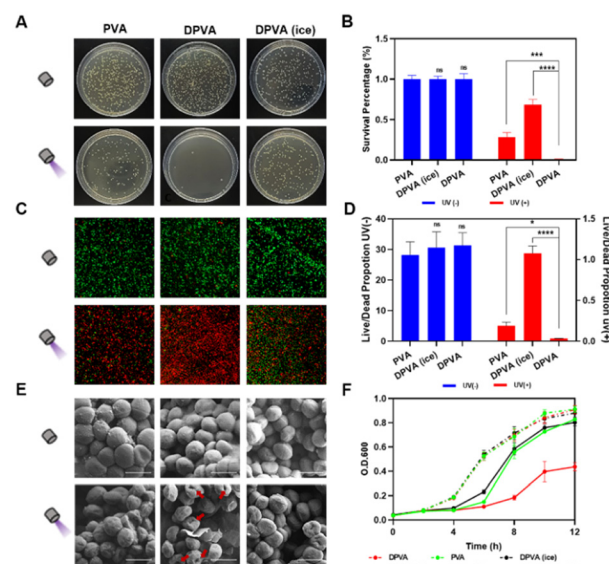 A
PVA
DPVA
DPVA (ice)
B
Survival Percentage (%)
1.5
1.0
0.5
0.0
ns
ns
***
****
PVA
DPVA (ice)
DPVA
PVA
DPVA (ice)
DPVA
UV (-)
UV (+)
C
D
Live/Dead Propotion UV(-)
40
30
20
10
0
ns
ns
*
****
1.5
1.0
0.5
0.0
Live/Dead Propotion UV(+)
PVA
DPVA (ice)
DPVA
PVA
DPVA (ice)
DPVA
UV(-)
UV(+)
E
F
O.D.600
1.0
0.8
0.6
0.4
0.2
0.0
0
4
6
8
10
12
Time (h)
DPVA
PVA
DPVA (ice)